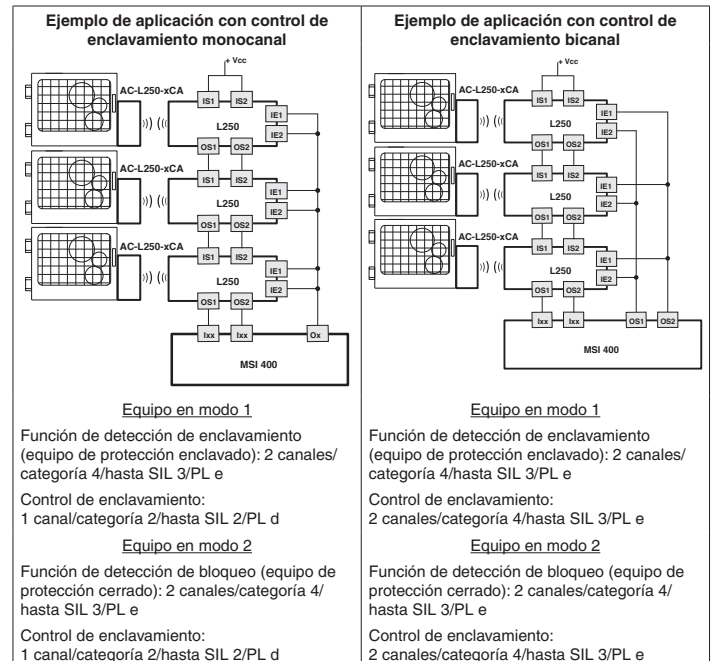 Ejemplo de aplicación con control de
enclavamiento monocanal
+ Vcc
AC-L250-xCA
IS1 IS2
IE1
L250
IE2
OS1 OS2
AC-L250-xCA
IS1 IS2
IE1
L250
IE2
OS1 OS2
AC-L250-xCA
IS1 IS2
IE1
L250
IE2
OS1 OS2
Ixx Ixx Ox
MSI 400
Equipo en modo 1
Función de detección de enclavamiento
(equipo de protección enclavado): 2 canales/
categoría 4/hasta SIL 3/PL e
Control de enclavamiento:
1 canal/categoría 2/hasta SIL 2/PL d
Equipo en modo 2
Función de detección de bloqueo (equipo de
protección cerrado): 2 canales/categoría 4/
hasta SIL 3/PL e
Control de enclavamiento:
1 canal/categoría 2/hasta SIL 2/PL d
Ejemplo de aplicación con control de
enclavamiento bicanal
+ Vcc
AC-L250-xCA
IS1 IS2
IE1
L250
IE2
OS1 OS2
AC-L250-xCA
IS1 IS2
IE1
L250
IE2
OS1 OS2
AC-L250-xCA
IS1 IS2
IE1
L250
IE2
OS1 OS2
Ixx Ixx OS1 OS2
MSI 400
Equipo en modo 1
Función de detección de enclavamiento
(equipo de protección enclavado): 2 canales/
categoría 4/hasta SIL 3/PL e
Control de enclavamiento:
2 canales/categoría 4/hasta SIL 3/PL e
Equipo en modo 2
Función de detección de bloqueo (equipo de
protección cerrado): 2 canales/categoría 4/
hasta SIL 3/PL e
Control de enclavamiento:
2 canales/categoría 4/hasta SIL 3/PL e